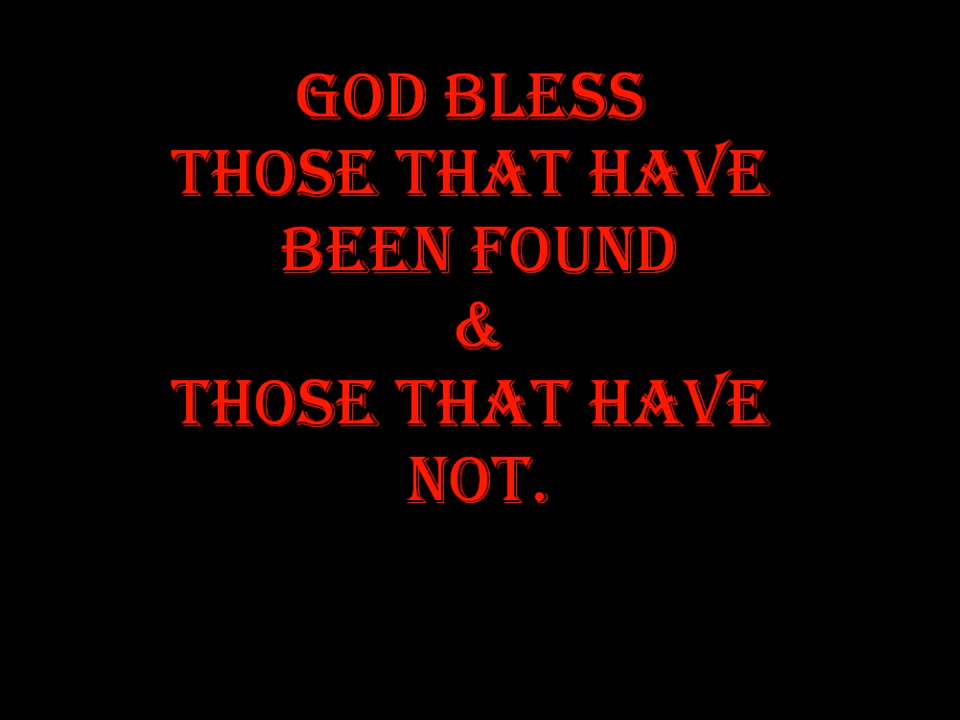 GOD BLESS
THOSE THAT HAVE
BEEN FOUND
&
THOSE THAT HAVE
NOT.